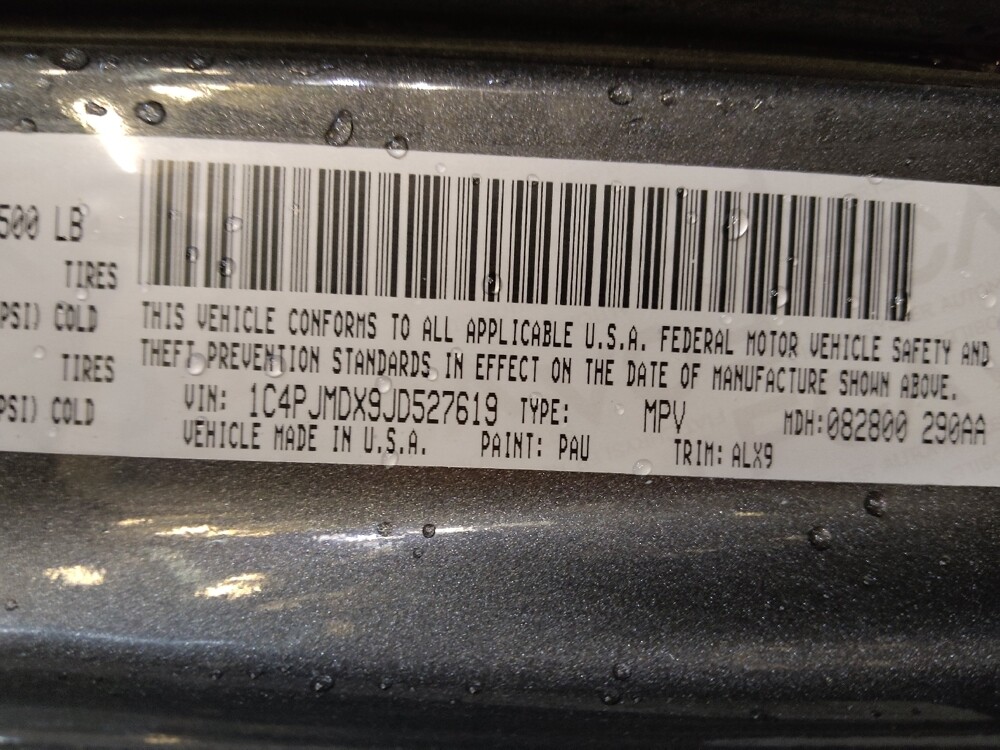 500 LB
TIRES
PSI) COLD
TIRES
PSI) COLD
THIS VEHICLE CONFORMS TO ALL APPLICABLE U.S.A. FEDERAL MOTOR VEHICLE SAFETY AND
THEFT PREVENTION STANDARDS IN EFFECT ON THE DATE OF MANUFACTURE SHOWN ABOVE.
VIN: 1C4PJMDX9JD527619 TYPE: MPV MDH:082800 290AA
VEHICLE MADE IN U.S.A. PAINT: PAU TRIM: ALX9